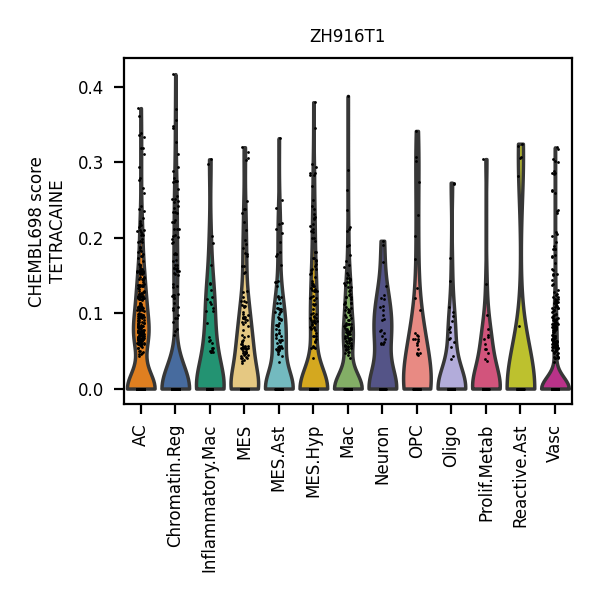 ZH916T1
CHEMBL698 score
TETRACAINE
0.4
0.3
0.2
0.1
0.0
AC
Chromatin.Reg
Inflammatory.Mac
MES
MES.Ast
MES.Hyp
Mac
Neuron
OPC
Oligo
Prolif.Metab
Reactive.Ast
Vasc